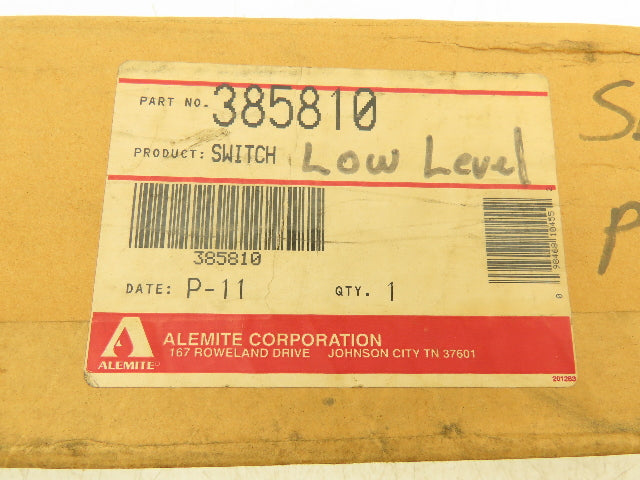 PART NO. 385810
PRODUCT: SWITCH Low Level
385810
DATE: P-11 QTY. 1
ALEMITE CORPORATION
167 ROWELAND DRIVE JOHNSON CITY TN 37601
ALEMITE
201283